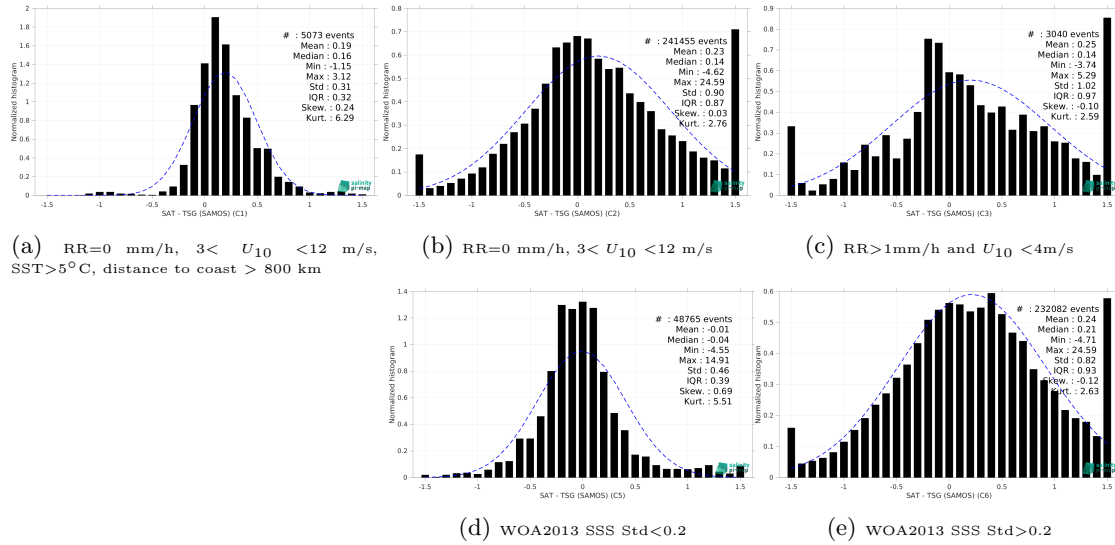 2
1.8
1.6
1.4
1.2
1
0.8
0.6
0.4
0.2
0
Normalized histogram
# : 5073 events
Mean : 0.19
Median : 0.16
Min : -1.15
Max : 3.12
Std : 0.31
IQR : 0.32
Skew. : 0.24
Kurt. : 6.29
salinity
pi-mep
-1.5 -1 -0.5 0 0.5 1 1.5
SAT - TSG (SAMOS) (C1)
(a) RR=0 mm/h, 3< U10 <12 m/s,
SST>5°C, distance to coast > 800 km
0.8
0.7
0.6
0.5
0.4
0.3
0.2
0.1
0
Normalized histogram
# : 241455 events
Mean : 0.23
Median : 0.14
Min : -4.62
Max : 24.59
Std : 0.90
IQR : 0.87
Skew. : 0.03
Kurt. : 2.76
salinity
pi-mep
-1.5 -1 -0.5 0 0.5 1 1.5
SAT - TSG (SAMOS) (C2)
(b) RR=0 mm/h, 3< U10 <12 m/s
0.9
0.8
0.7
0.6
0.5
0.4
0.3
0.2
0.1
0
Normalized histogram
# : 3040 events
Mean : 0.25
Median : 0.14
Min : -3.74
Max : 5.29
Std : 1.02
IQR : 0.97
Skew. : -0.10
Kurt. : 2.59
salinity
pi-mep
-1.5 -1 -0.5 0 0.5 1 1.5
SAT - TSG (SAMOS) (C3)
(c) RR>1mm/h and U10 <4m/s
1.4
1.2
1
0.8
0.6
0.4
0.2
0
Normalized histogram
# : 48765 events
Mean : -0.01
Median : -0.04
Min : -4.55
Max : 14.91
Std : 0.46
IQR : 0.39
Skew. : 0.69
Kurt. : 5.51
salinity
pi-mep
-1.5 -1 -0.5 0 0.5 1 1.5
SAT - TSG (SAMOS) (C5)
(d) WOA2013 SSS Std<0.2
0.6
0.5
0.4
0.3
0.2
0.1
0
Normalized histogram
# : 232082 events
Mean : 0.24
Median : 0.21
Min : -4.71
Max : 24.59
Std : 0.82
IQR : 0.93
Skew. : -0.12
Kurt. : 2.63
salinity
pi-mep
-1.5 -1 -0.5 0 0.5 1 1.5
SAT - TSG (SAMOS) (C6)
(e) WOA2013 SSS Std>0.2